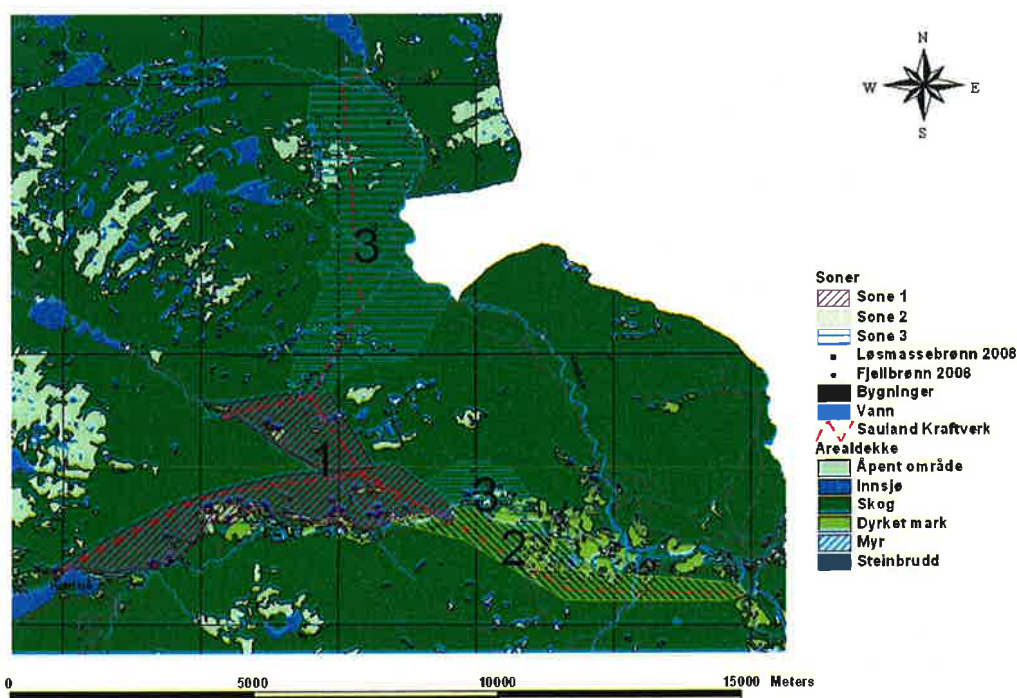 N
W
E
S
3
1
3
2
Soner
Sone 1
Sone 2
Sone 3
Løsmassebrønn 2008
Fjellbrønn 2008
Bygninger
Vann
Sauland Kraftverk
Arealdekke
Åpent område
Innsjø
Skog
Dyrket mark
Myr
Steinbrudd
0 5000 10000 15000 Meters